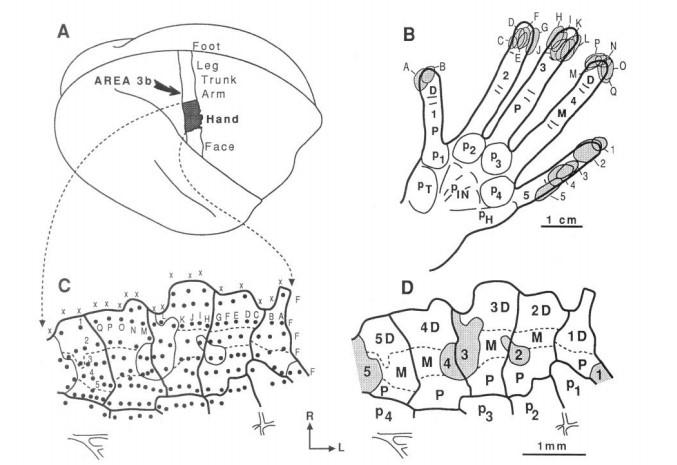 A
Foot
Leg
Trunk
Arm
AREA 3b
Hand
Face
B
D F H I K
C G J L
E
A B
P N
M O
Q
D
1
P
2
3
P
D
4
M
1
2
3
4
5
5
P1
P2
P3
P4
PT
PIN
PH
1 cm
C
x x x x x x x x x x x x
1 Q P O N M L K J I H G F E D C B A
2
3
4
5
F
F
F
F
R
L
D
5D 4D 3D 2D 1D
M M M M
5 4 3 2 1
P P P P
P4 P3 P2 P1
1mm